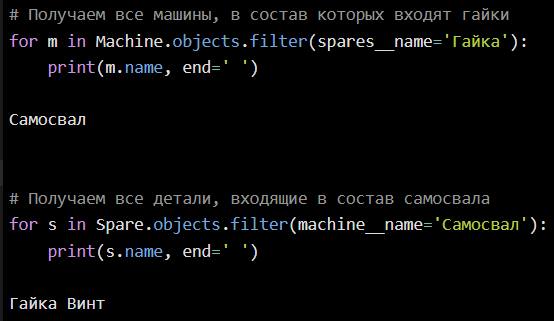 # Получаем все машины, в состав которых входят гайки
for m in Machine.objects.filter(spares__name='Гайка'):
    print(m.name, end=' ')
Самосвал
# Получаем все детали, входящие в состав самосвала
for s in Spare.objects.filter(machine__name='Самосвал'):
    print(s.name, end=' ')
Гайка Винт